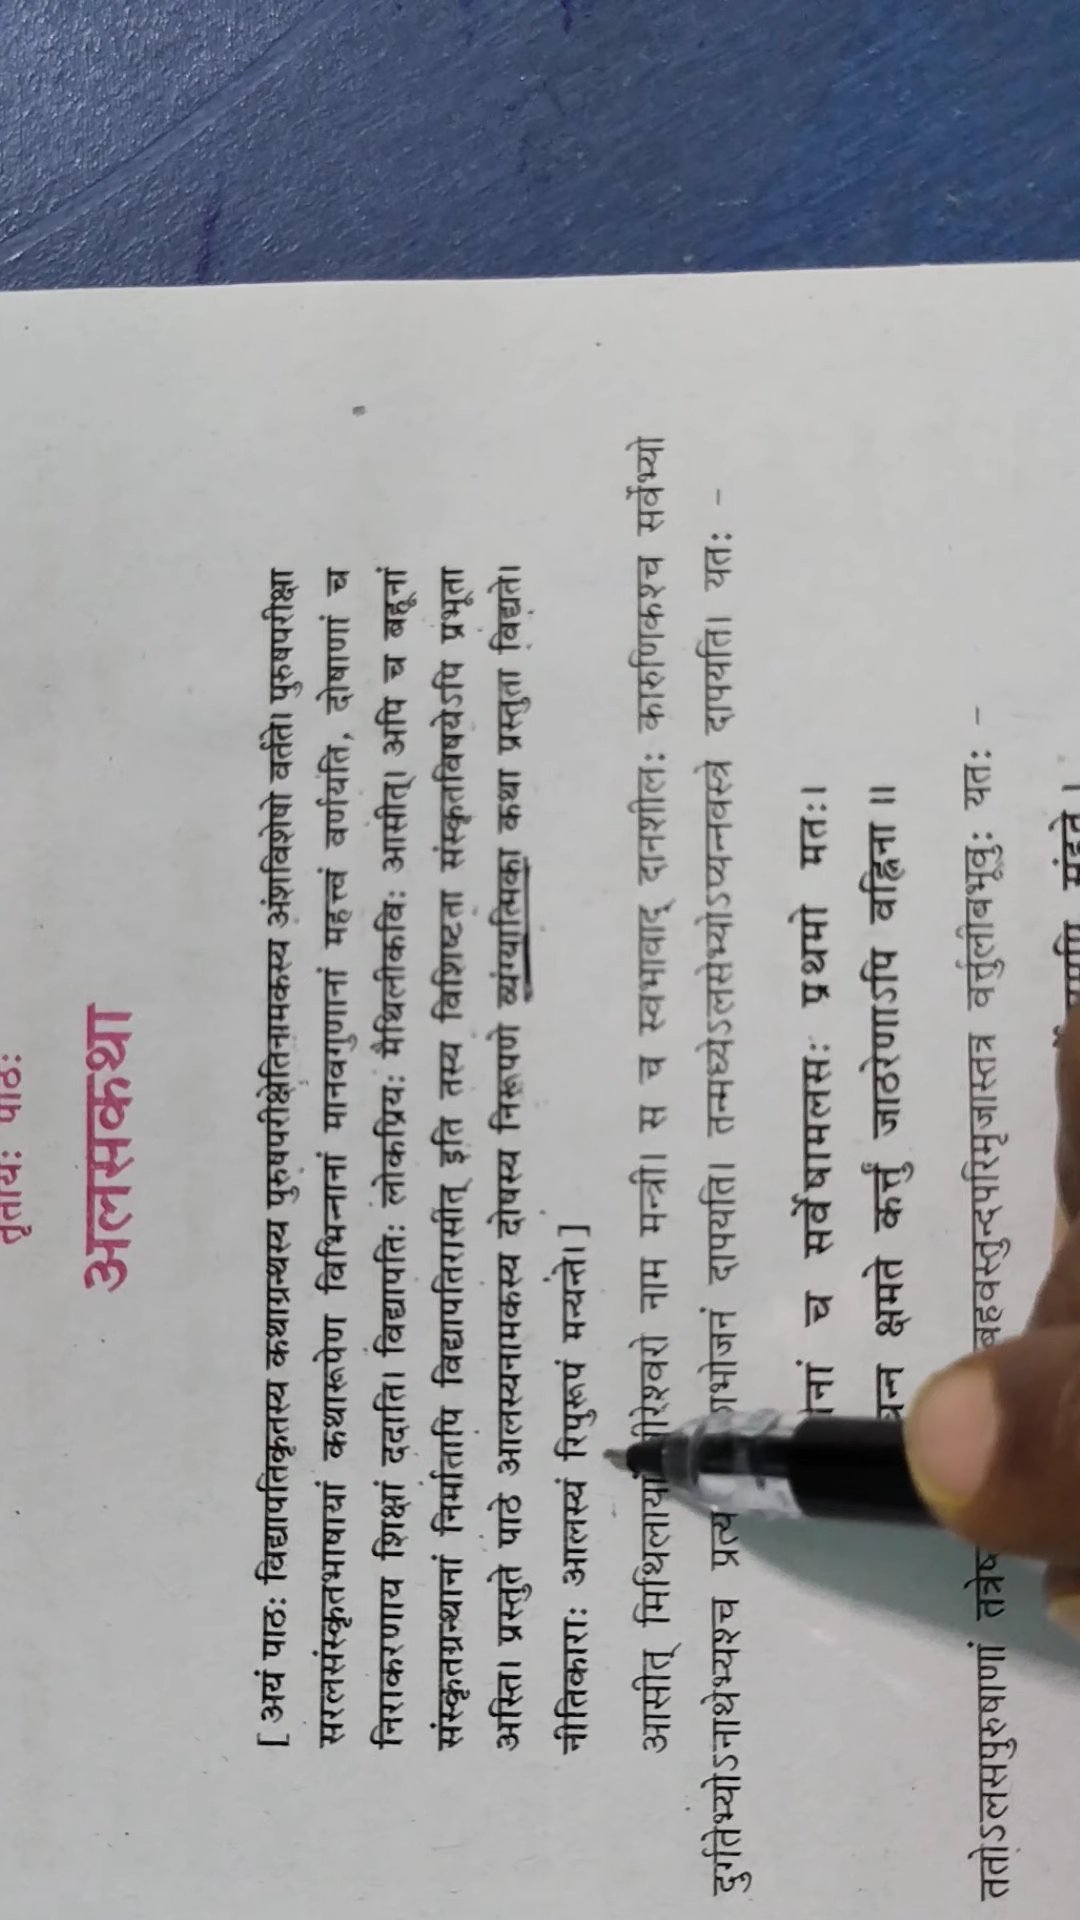 तृतीयः पाठः
अलसकथा
[ अयं पाठः विद्यापतिकृतस्य कथाग्रन्थस्य पुरुषपरीक्षेतिनामकस्य अंशविशेषो वर्तते। पुरुषपरीक्षा
सरलसंस्कृतभाषायां कथारूपेण विभिन्नानां मानवगुणानां महत्त्वं वर्णयति, दोषाणां च
निराकरणाय शिक्षां ददाति। विद्यापतिः लोकप्रियः मैथिलीकविः आसीत्। अपि च बहूनां
संस्कृतग्रन्थानां निर्मातापि विद्यापतिरासीत् इति तस्य विशिष्टता संस्कृतविषयेऽपि प्रभूता
अस्ति। प्रस्तुते पाठे आलस्यनामकस्य दोषस्य निरूपणे व्यंग्यात्मिका कथा प्रस्तुता विद्यते।
नीतिकाराः आलस्यं रिपुरूपं मन्यन्ते। ]
आसीत् मिथिलायां वीरेश्वरो नाम मन्त्री। स च स्वभावाद् दानशीलः कारुणिकश्च सर्वेभ्यो
दुर्गतेभ्योऽनाथेभ्यश्च दापयति। तन्मध्येऽलसेभ्योऽप्यन्नवस्त्रे दापयति। यतः -
च सर्वेषामलसः प्रथमो मतः।
क्षमते कर्तुं जाठरेणाऽपि वह्निना ॥
ततोऽलसपुरुषाणां बहवस्तुन्दपरिमृजास्तत्र वर्तुलीबभूवुः यतः -